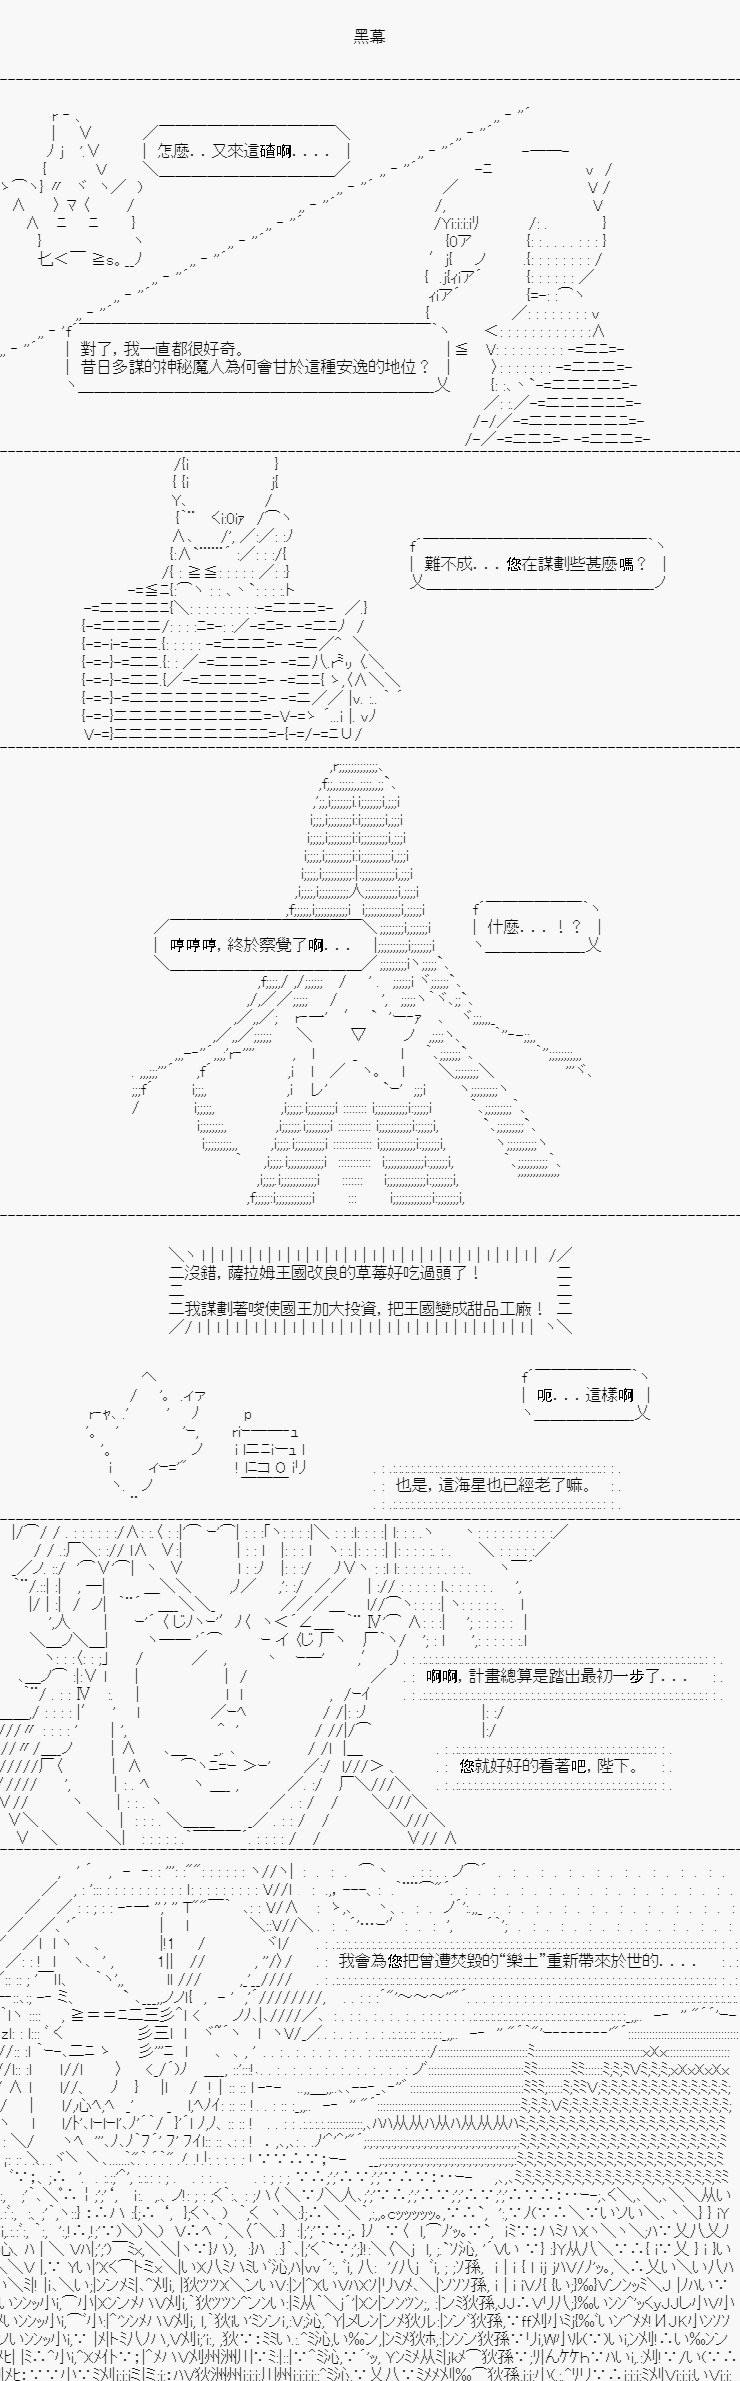 黑幕
怎麼．．又來這碴啊．．．．
對了，我一直都很好奇。
昔日多謀的神秘魔人為何會甘於這種安逸的地位？
難不成．．．您在謀劃些甚麼嗎？
什麼．．．！？
哼哼哼，終於察覺了啊．．．
沒錯，薩拉姆王國改良的草莓好吃過頭了！
我謀劃著唆使國王加大投資，把王國變成甜品工廠！
呃．．．這樣啊
也是，這海星也已經老了嘛。
啊啊，計畫總算是踏出最初一步了．．．
您就好好的看著吧，陛下。
我會為您把曾遭焚毀的“樂土”重新帶來於世的．．．．